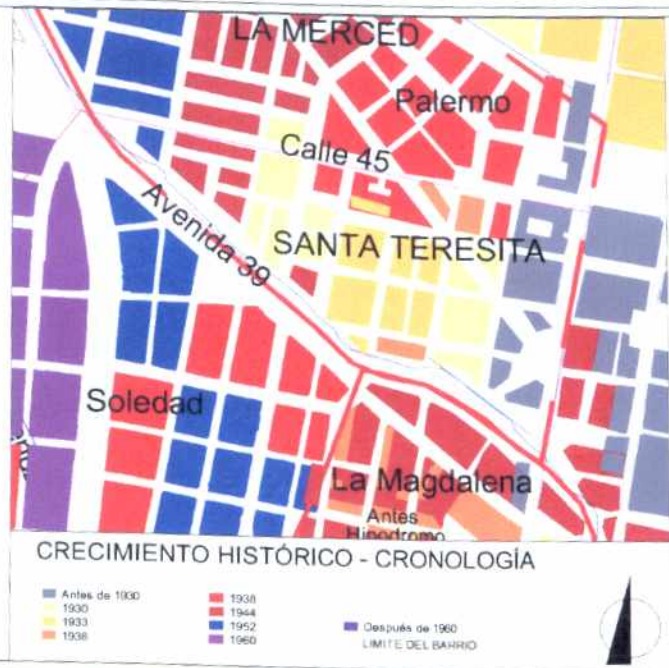 LA MERCED
Palermo
Calle 45
Avenida 39
SANTA TERESITA
Soledad
La Magdalena
Antes
Hipodromo
CRECIMIENTO HISTÓRICO - CRONOLOGÍA
Antes de 1930
1930
1933
1936
1938
1944
1952
1960
Después de 1960
LIMITE DEL BARRIO